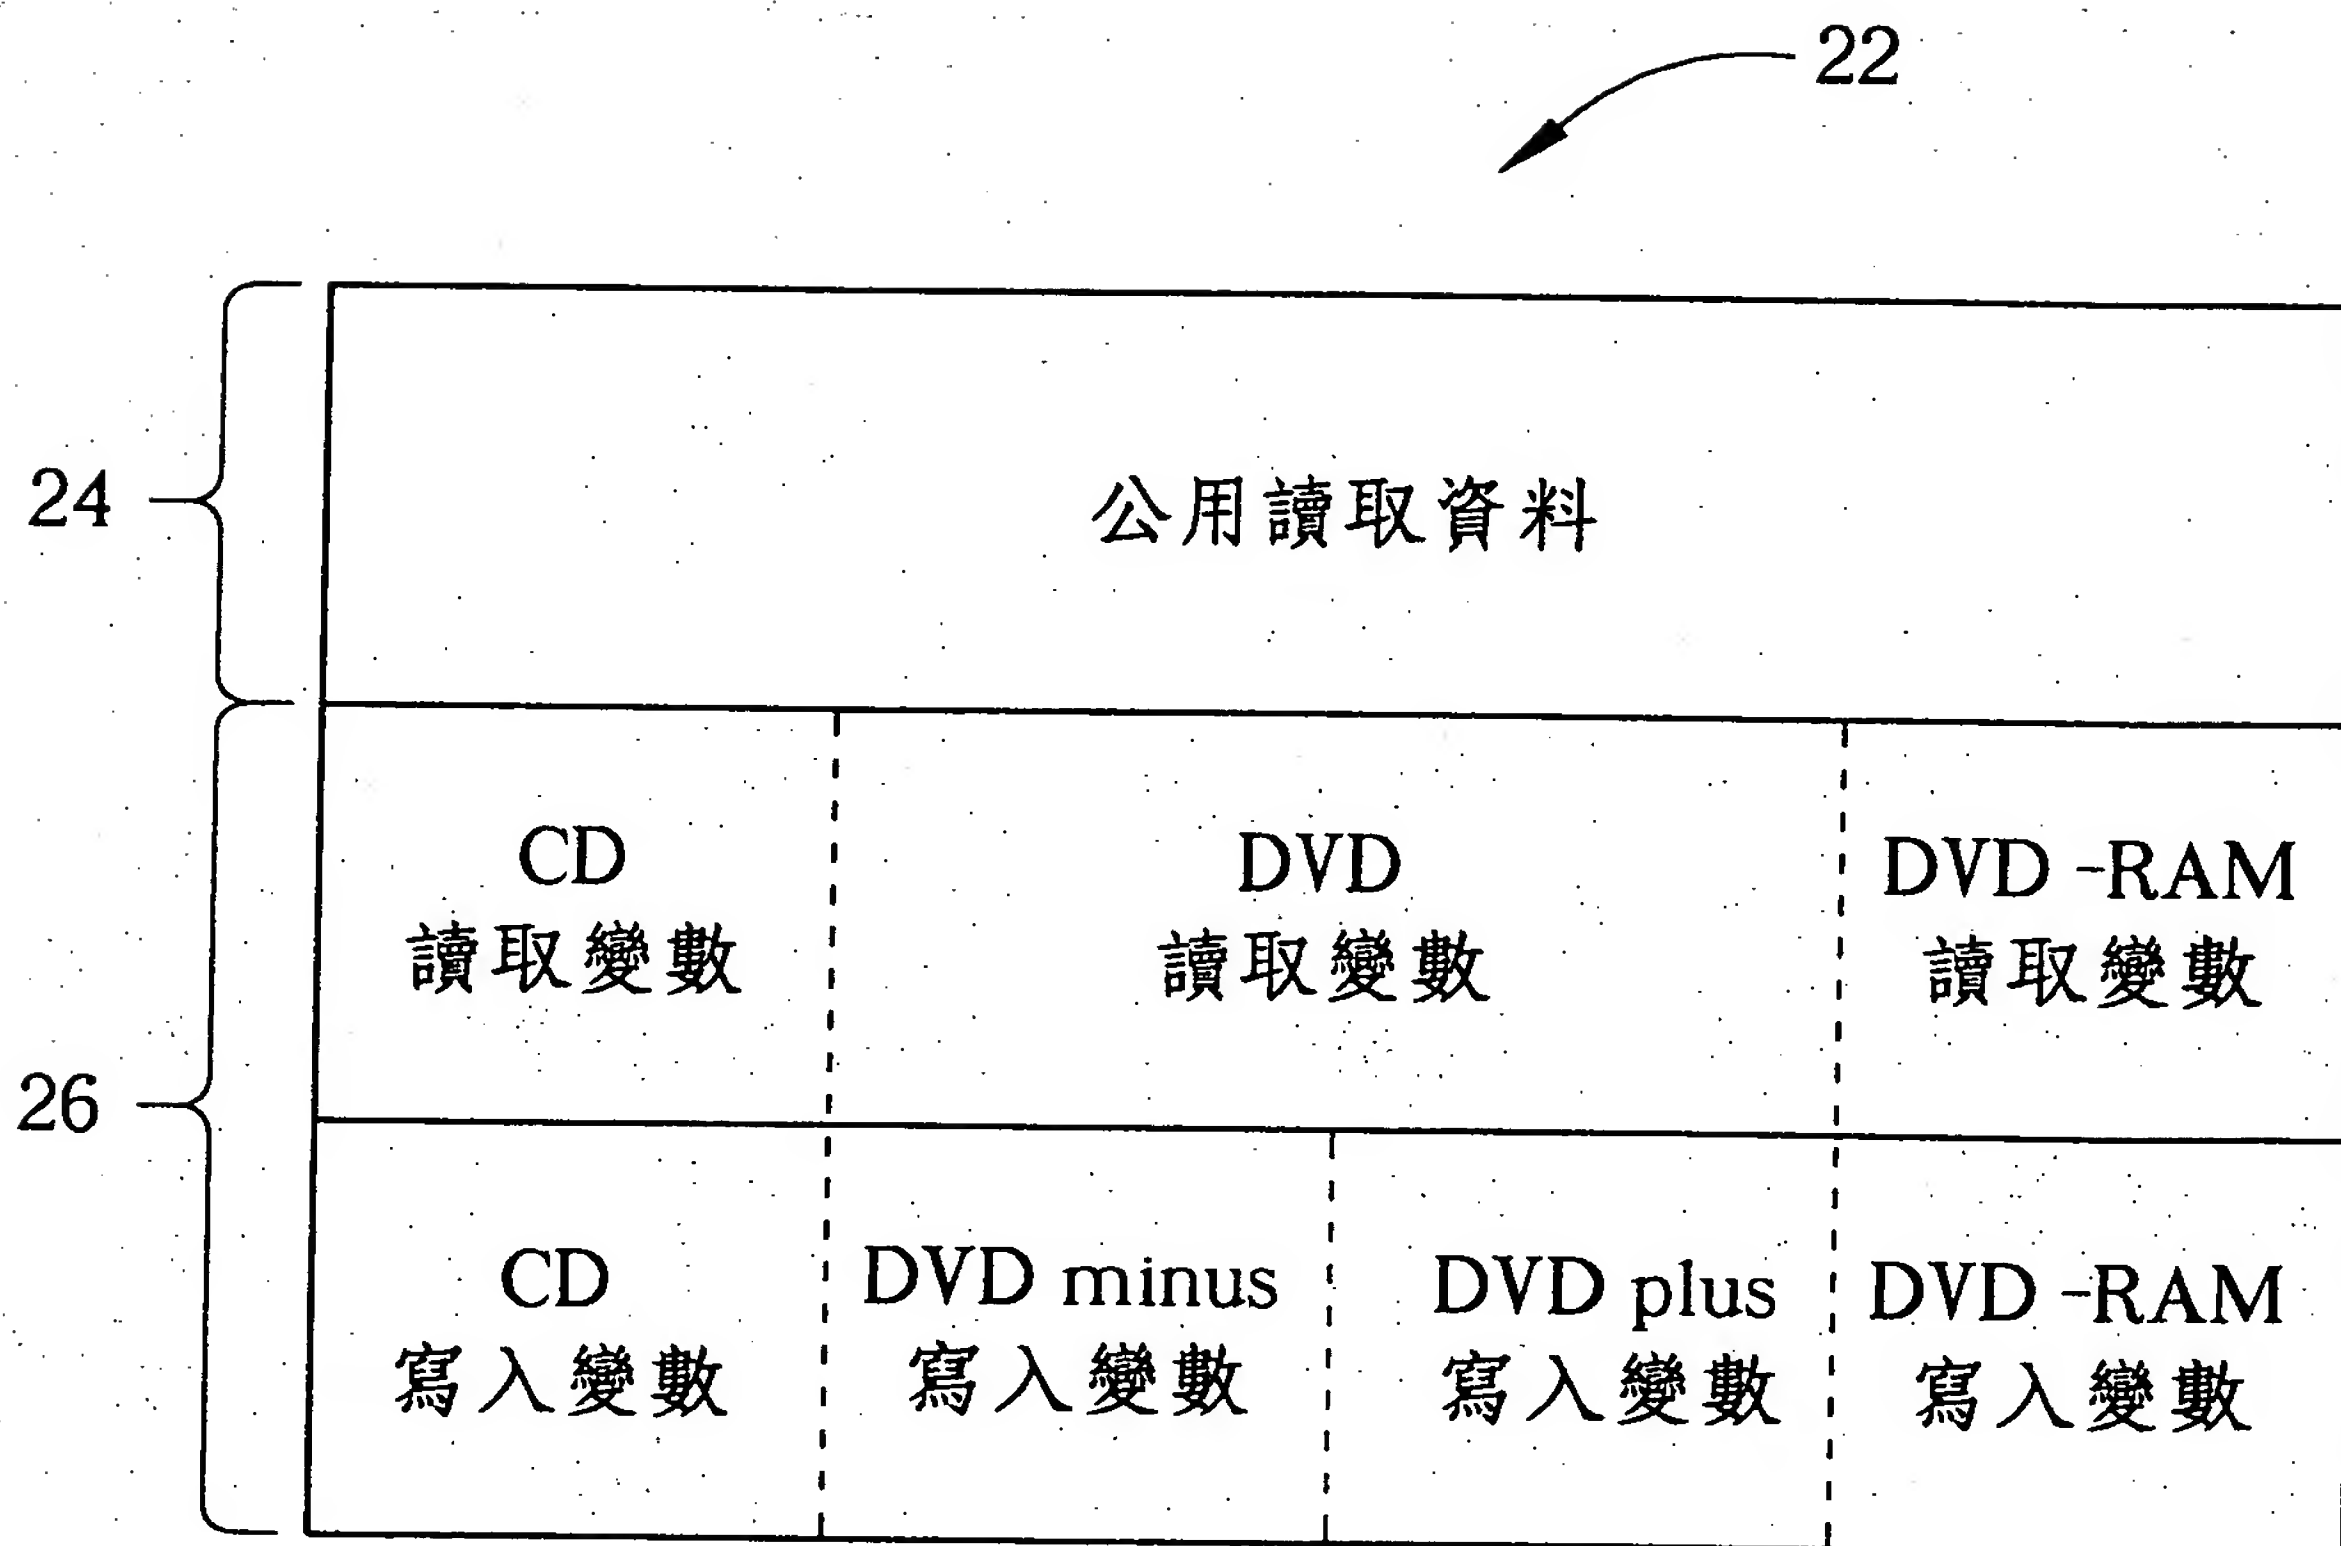 22
24
公用讀取資料
26
CD
讀取變數
DVD
讀取變數
DVD -RAM
讀取變數
CD
寫入變數
DVD minus
寫入變數
DVD plus
寫入變數
DVD -RAM
寫入變數